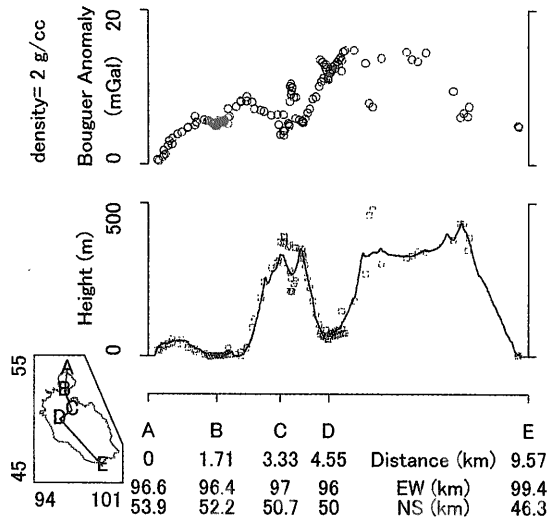 20
density= 2 g/cc
Bouguer Anomaly
(mGal)
0
500
Height (m)
0
55
A
B
C
D
E
45
94 101
A B C D E
0 1.71 3.33 4.55 Distance (km) 9.57
96.6 96.4 97 96 EW (km) 99.4
53.9 52.2 50.7 50 NS (km) 46.3